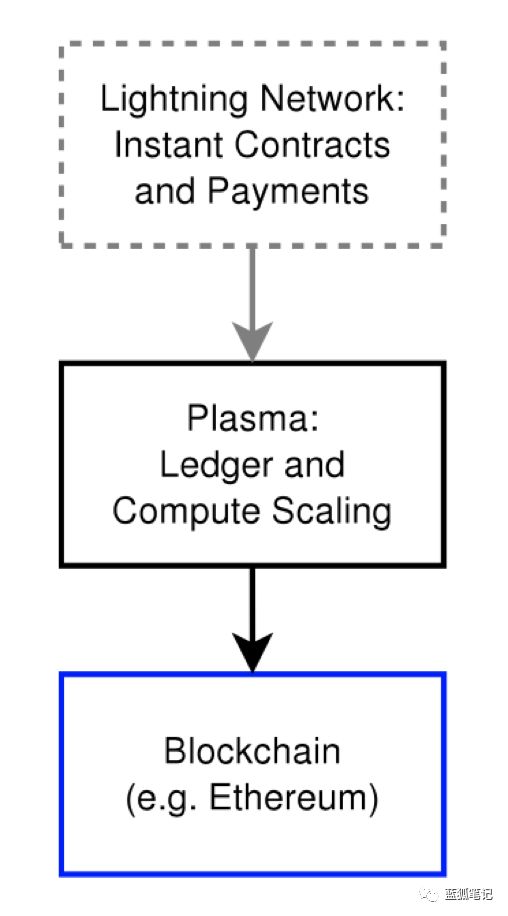 Lightning Network:
Instant Contracts
and Payments
Plasma:
Ledger and
Compute Scaling
Blockchain
(e.g. Ethereum)
蓝狐笔记